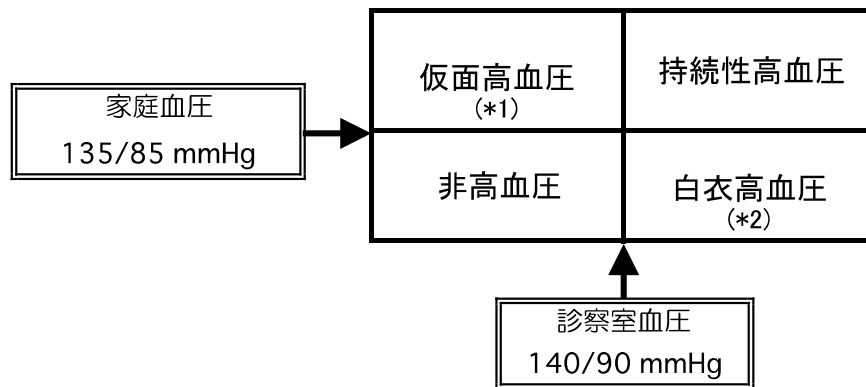 仮面高血圧
(*1)
持続性高血圧
家庭血圧
135/85 mmHg
非高血圧
白衣高血圧
(*2)
診察室血圧
140/90 mmHg